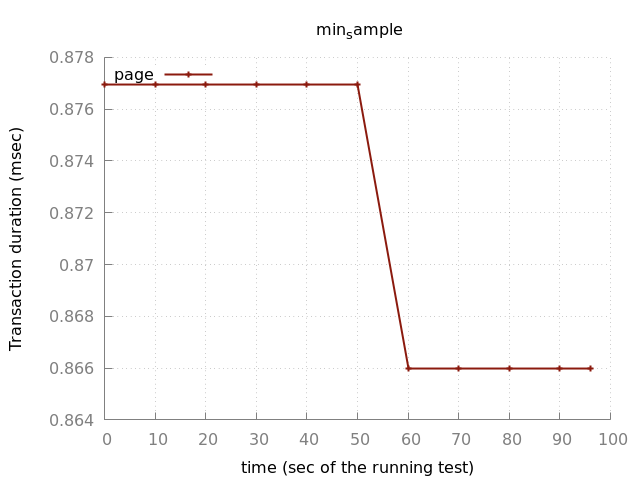 minsample
0.878
page
0.876
0.874
0.872
0.87
0.868
0.866
0.864
Transaction duration (msec)
0 10 20 30 40 50 60 70 80 90 100
time (sec of the running test)